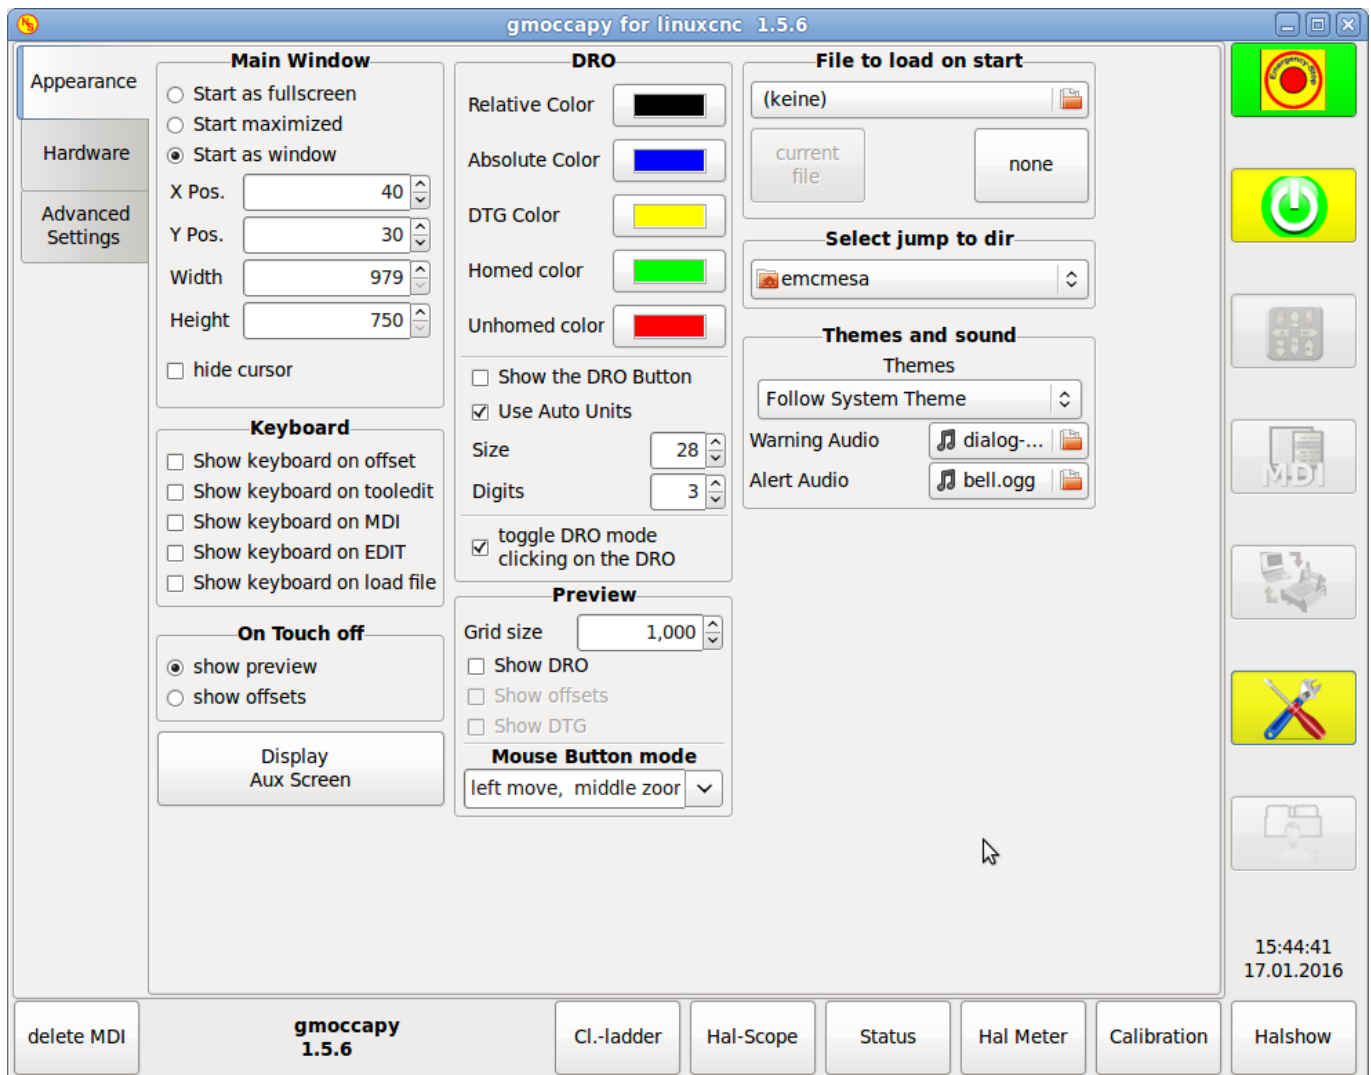 gmoccapy for linuxcnc 1.5.6
Appearance
Hardware
Advanced
Settings
Main Window
Start as fullscreen
Start maximized
Start as window
X Pos. 40
Y Pos. 30
Width 979
Height 750
hide cursor
Keyboard
Show keyboard on offset
Show keyboard on tooledit
Show keyboard on MDI
Show keyboard on EDIT
Show keyboard on load file
On Touch off
show preview
show offsets
Display
Aux Screen
DRO
Relative Color
Absolute Color
DTG Color
Homed color
Unhomed color
Show the DRO Button
Use Auto Units
Size 28
Digits 3
toggle DRO mode
clicking on the DRO
Preview
Grid size 1,000
Show DRO
Show offsets
Show DTG
Mouse Button mode
left move, middle zoor
File to load on start
(keine)
current
file
none
Select jump to dir
emcmesa
Themes and sound
Themes
Follow System Theme
Warning Audio dialog-...
Alert Audio bell.ogg
Emergency-Stop
MDI
15:44:41
17.01.2016
delete MDI
gmoccapy
1.5.6
Cl.-ladder
Hal-Scope
Status
Hal Meter
Calibration
Halshow